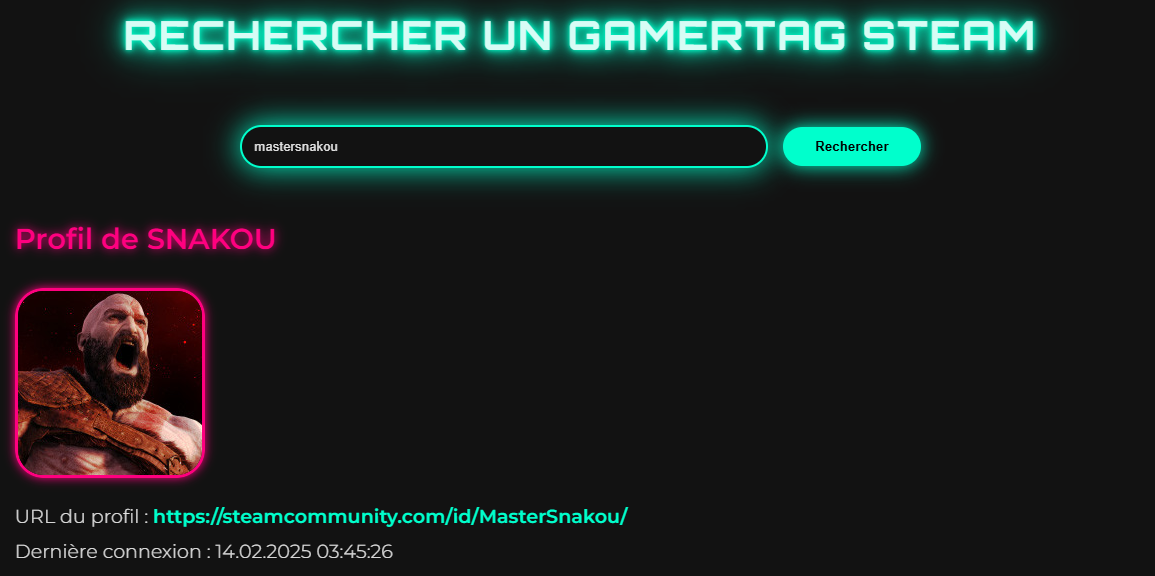 RECHERCHER UN GAMERTAG STEAM
mastersnakou
Rechercher
Profil de SNAKOU
URL du profil : https://steamcommunity.com/id/MasterSnakou/
Dernière connexion : 14.02.2025 03:45:26